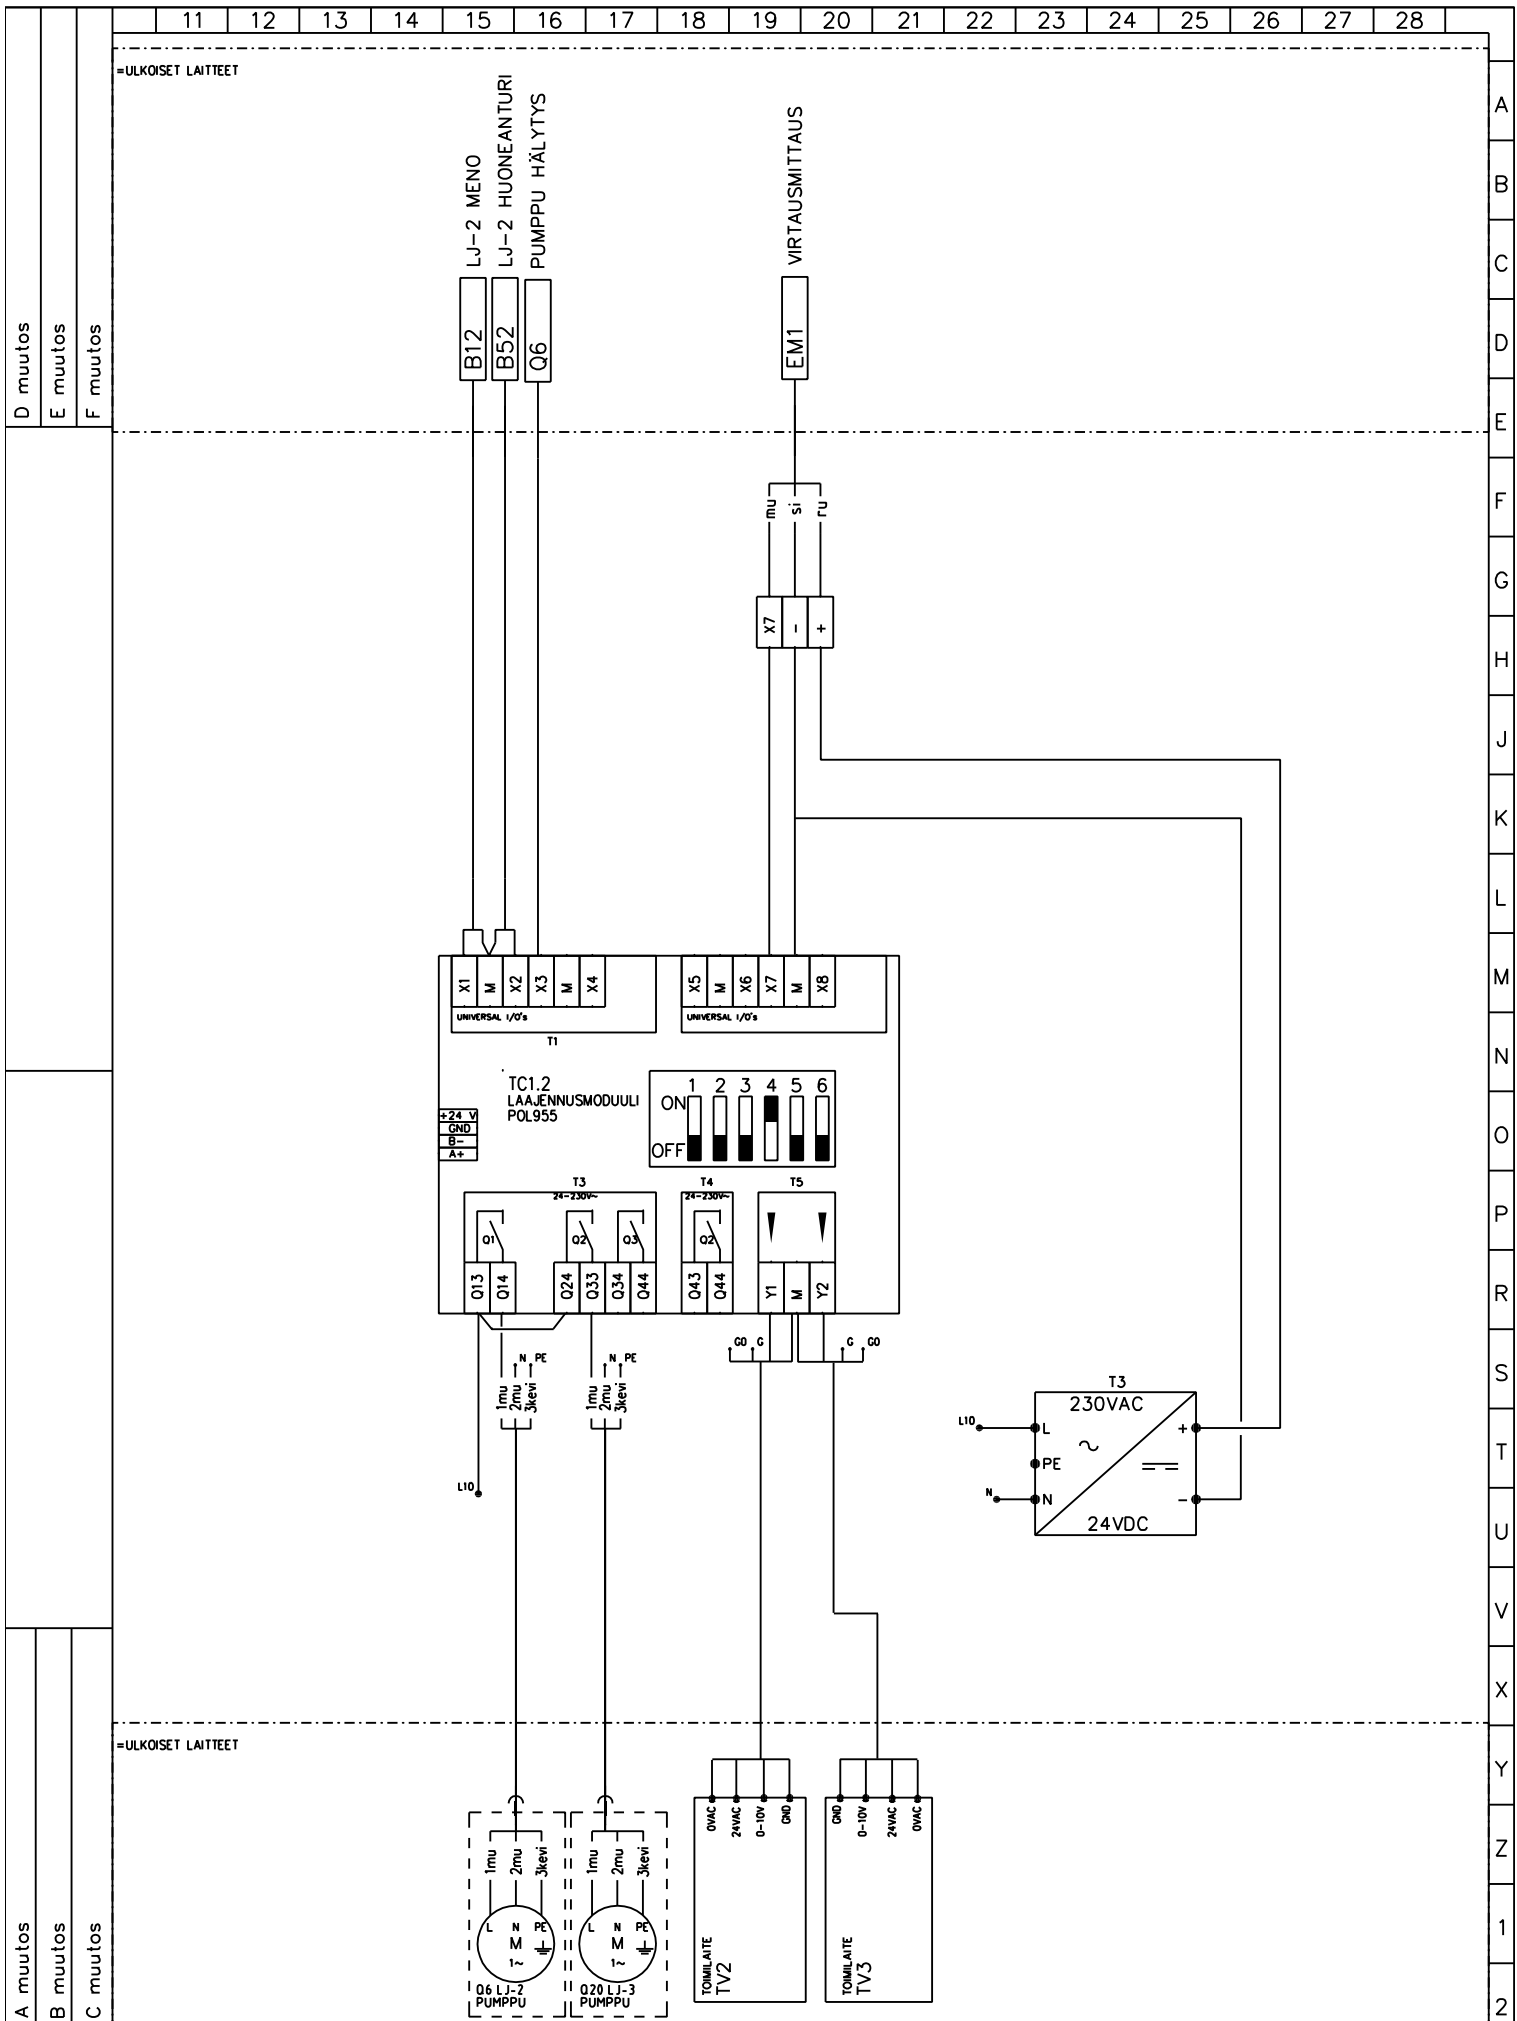 11 12 13 14 15 16 17 18 19 20 21 22 23 24 25 26 27 28
=ULKOISET LAITTEET
A
B
C
D
E
F
G
H
J
K
L
M
N
O
P
R
S
T
U
V
X
Y
Z
1
2
D muutos
E muutos
F muutos
A muutos
B muutos
C muutos
LJ-2 MENO
LJ-2 HUONEANTURI
PUMPPU HÄLYTYS
VIRTAUSMITTAUS
B12
B52
Q6
EM1
mu si ru
X7 - +
X1 M X2 X3 M X4
UNIVERSAL I/O's
T1
X5 M X6 X7 M X8
UNIVERSAL I/O's
TC1.2
LAAJENNUSMODUULI
POL955
1 2 3 4 5 6
ON
OFF
+24 V
GND
B-
A+
T3
24-230V~
Q1 Q2 Q3
T4
24-230V~
Q2
T5
Q13 Q14 Q24 Q33 Q34 Q44
Q43 Q44
Y1 M Y2
N PE
1mu
2mu
3kevi
N PE
1mu
2mu
3kevi
G0 G
G G0
L10
T3
230VAC
L10
L
+
PE
N
N
-
24VDC
=ULKOISET LAITTEET
1mu 2mu 3kevi
L N PE
M
1~
Q6 LJ-2
PUMPPU
1mu 2mu 3kevi
L N PE
M
1~
Q20 LJ-3
PUMPPU
0VAC
24VAC
0-10V
GND
TOIMILAITE
TV2
GND
0-10V
24VAC
0VAC
TOIMILAITE
TV3